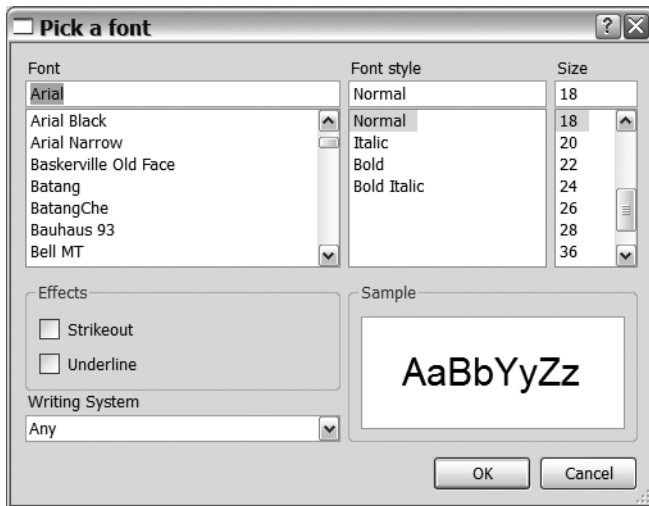 Pick a font
Font
Arial
Arial Black
Arial Narrow
Baskerville Old Face
Batang
BatangChe
Bauhaus 93
Bell MT
Font style
Normal
Normal
Italic
Bold
Bold Italic
Size
18
18
20
22
24
26
28
36
Effects
Strikeout
Underline
Writing System
Any
Sample
AaBbYyZz
OK
Cancel